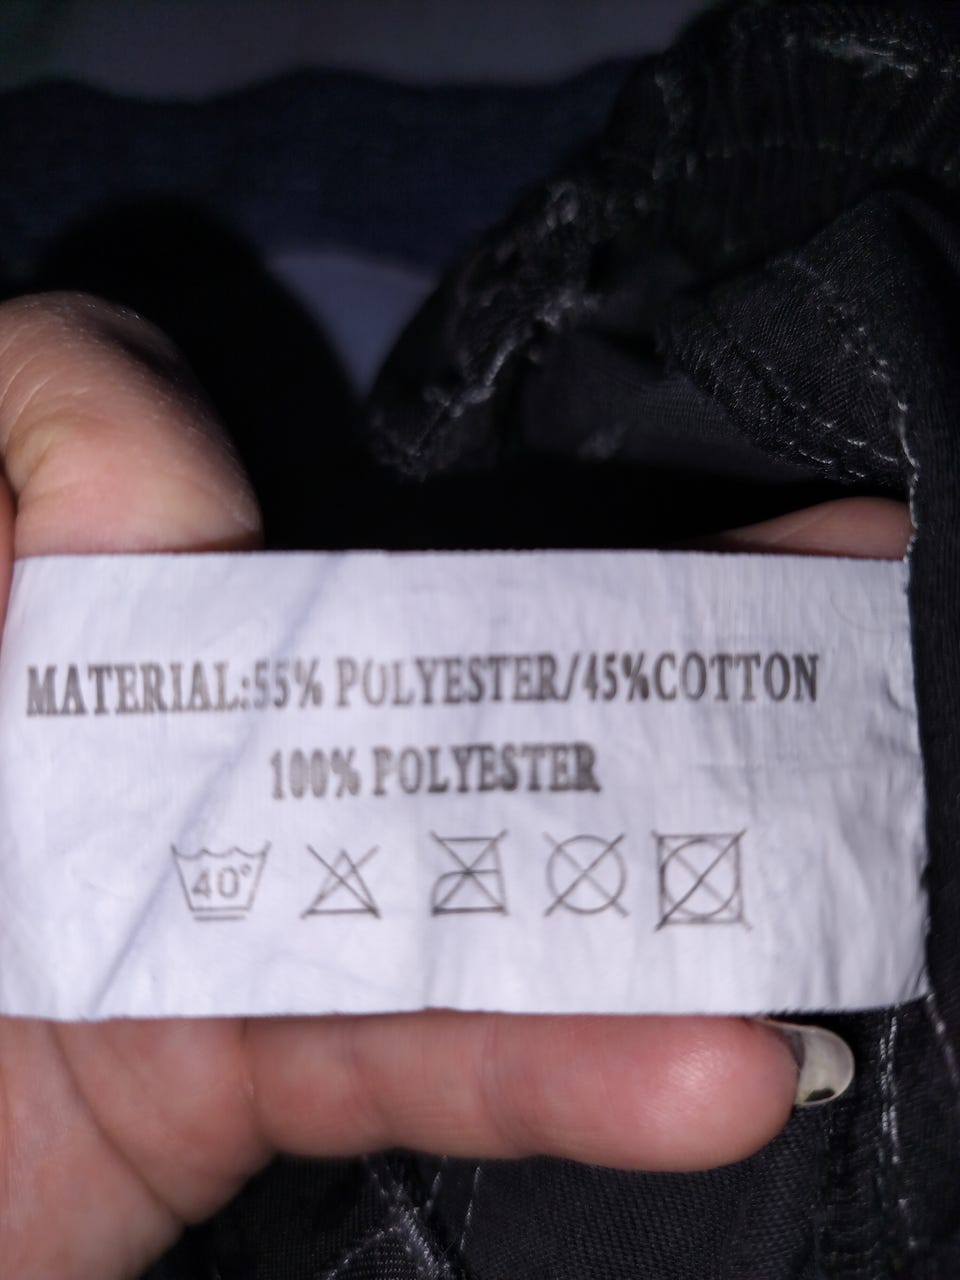 MATERIAL:55% POLYESTER/45%COTTON
100% POLYESTER
40°